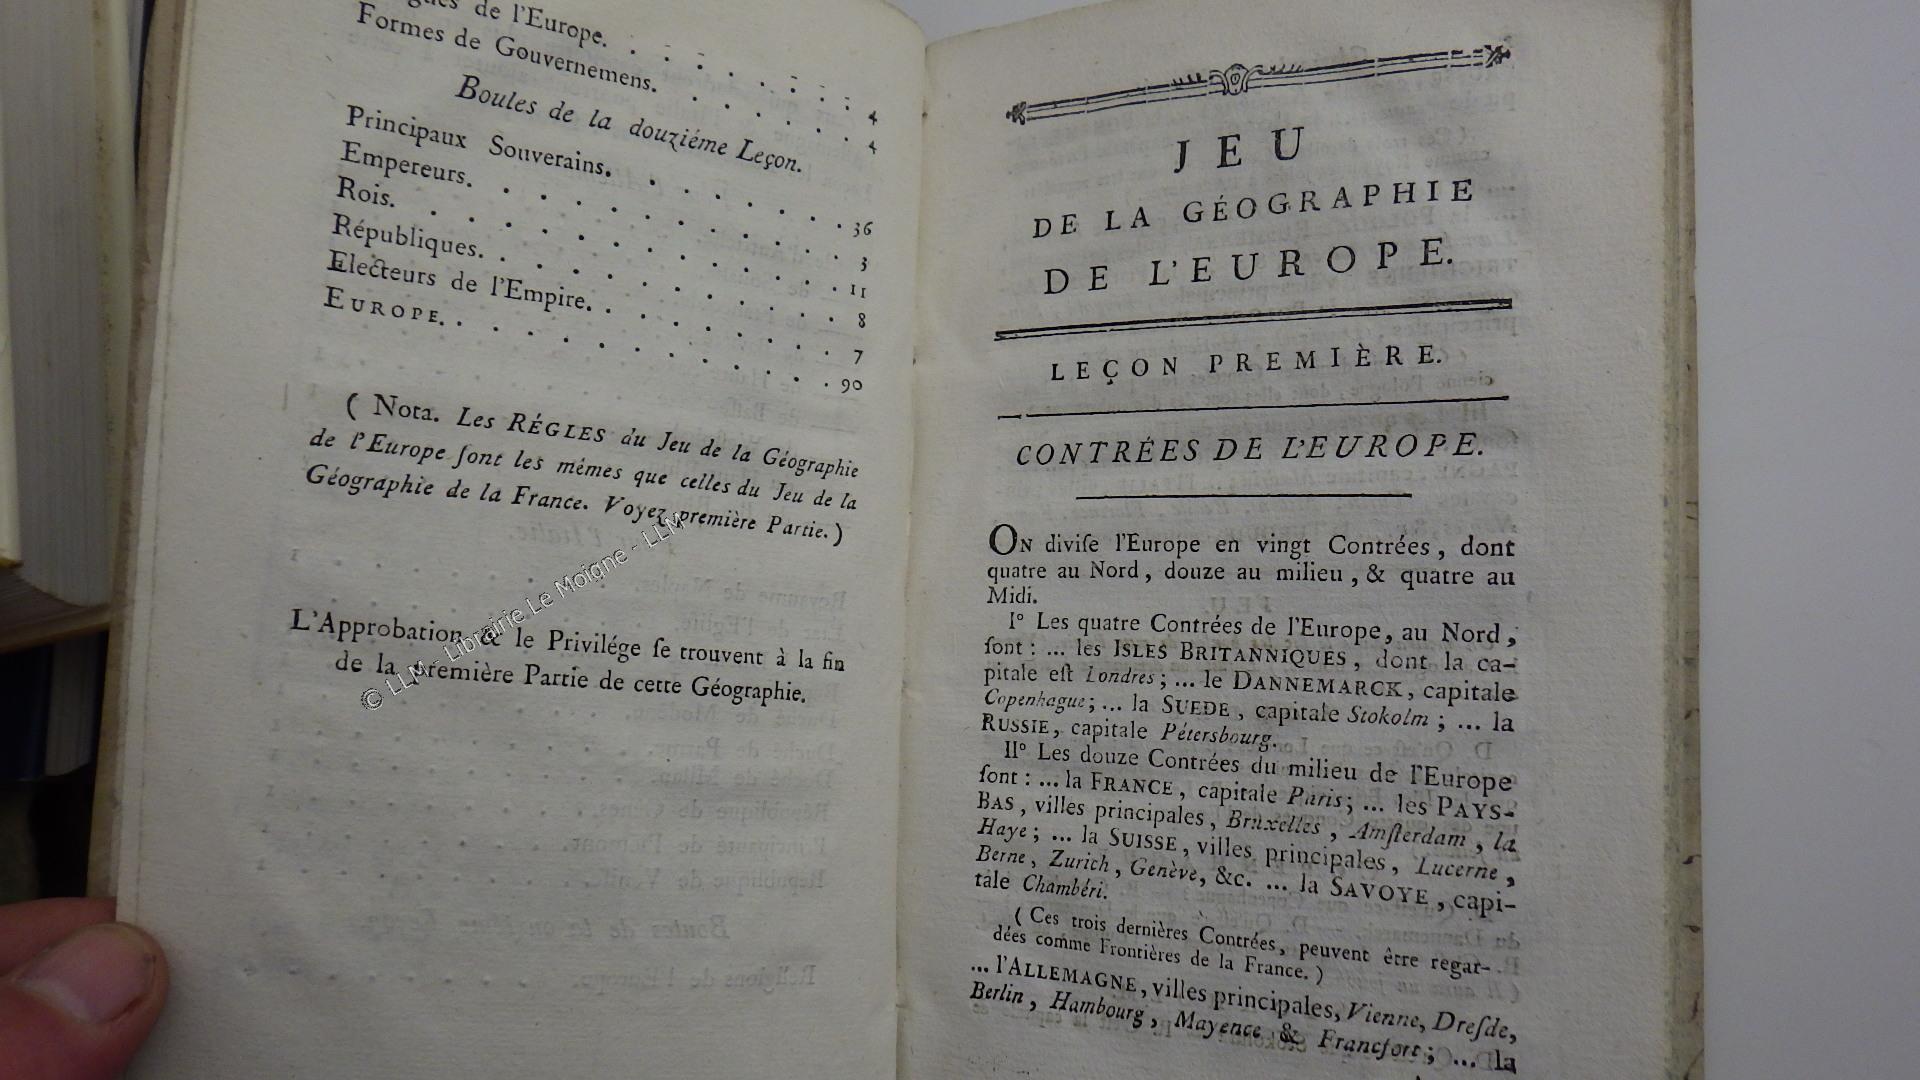 de l'Europe. . . . . . . . . 4
Formes de Gouvernemens. . . . . . . 4
Boules de la douziéme Leçon.
Principaux Souverains. . . . . . . . 36
Empereurs. . . . . . . . . . . 3
Rois. . . . . . . . . . . . . 11
Républiques. . . . . . . . . . . 8
Electeurs de l'Empire. . . . . . . . 7
EUROPE. . . . . . . . . . . . 90
( Nota. Les RÉGLES du Jeu de la Géographie
de l'Europe ſont les mêmes que celles du Jeu de la
Géographie de la France. Voyez première Partie. )
L'Approbation & le Privilége ſe trouvent à la fin
de la première Partie de cette Géographie.
© LLM - Librairie Le Moigne - LLM
JEU
DE LA GÉOGRAPHIE
DE L'EUROPE.
LEÇON PREMIÈRE.
CONTRÉES DE L'EUROPE.
ON diviſe l'Europe en vingt Contrées, dont
quatre au Nord, douze au milieu, & quatre au
Midi.
I° Les quatre Contrées de l'Europe, au Nord,
ſont : ... les ISLES BRITANNIQUES, dont la ca-
pitale eſt Londres ; ... le DANNEMARCK, capitale
Copenhague ; ... la SUEDE, capitale Stokolm ; ... la
RUSSIE, capitale Pétersbourg.
II° Les douze Contrées du milieu de l'Europe
ſont : ... la FRANCE, capitale Paris ; ... les PAYS-
BAS, villes principales, Bruxelles, Amſterdam, la
Haye ; ... la SUISSE, villes principales, Lucerne,
Berne, Zurich, Genève, &c. ... la SAVOYE, capi-
tale Chambéri.
( Ces trois dernières Contrées, peuvent être regar-
dées comme Frontières de la France. )
... l'ALLEMAGNE, villes principales, Vienne, Dreſde,
Berlin, Hambourg, Mayence & Francfort ; ... la